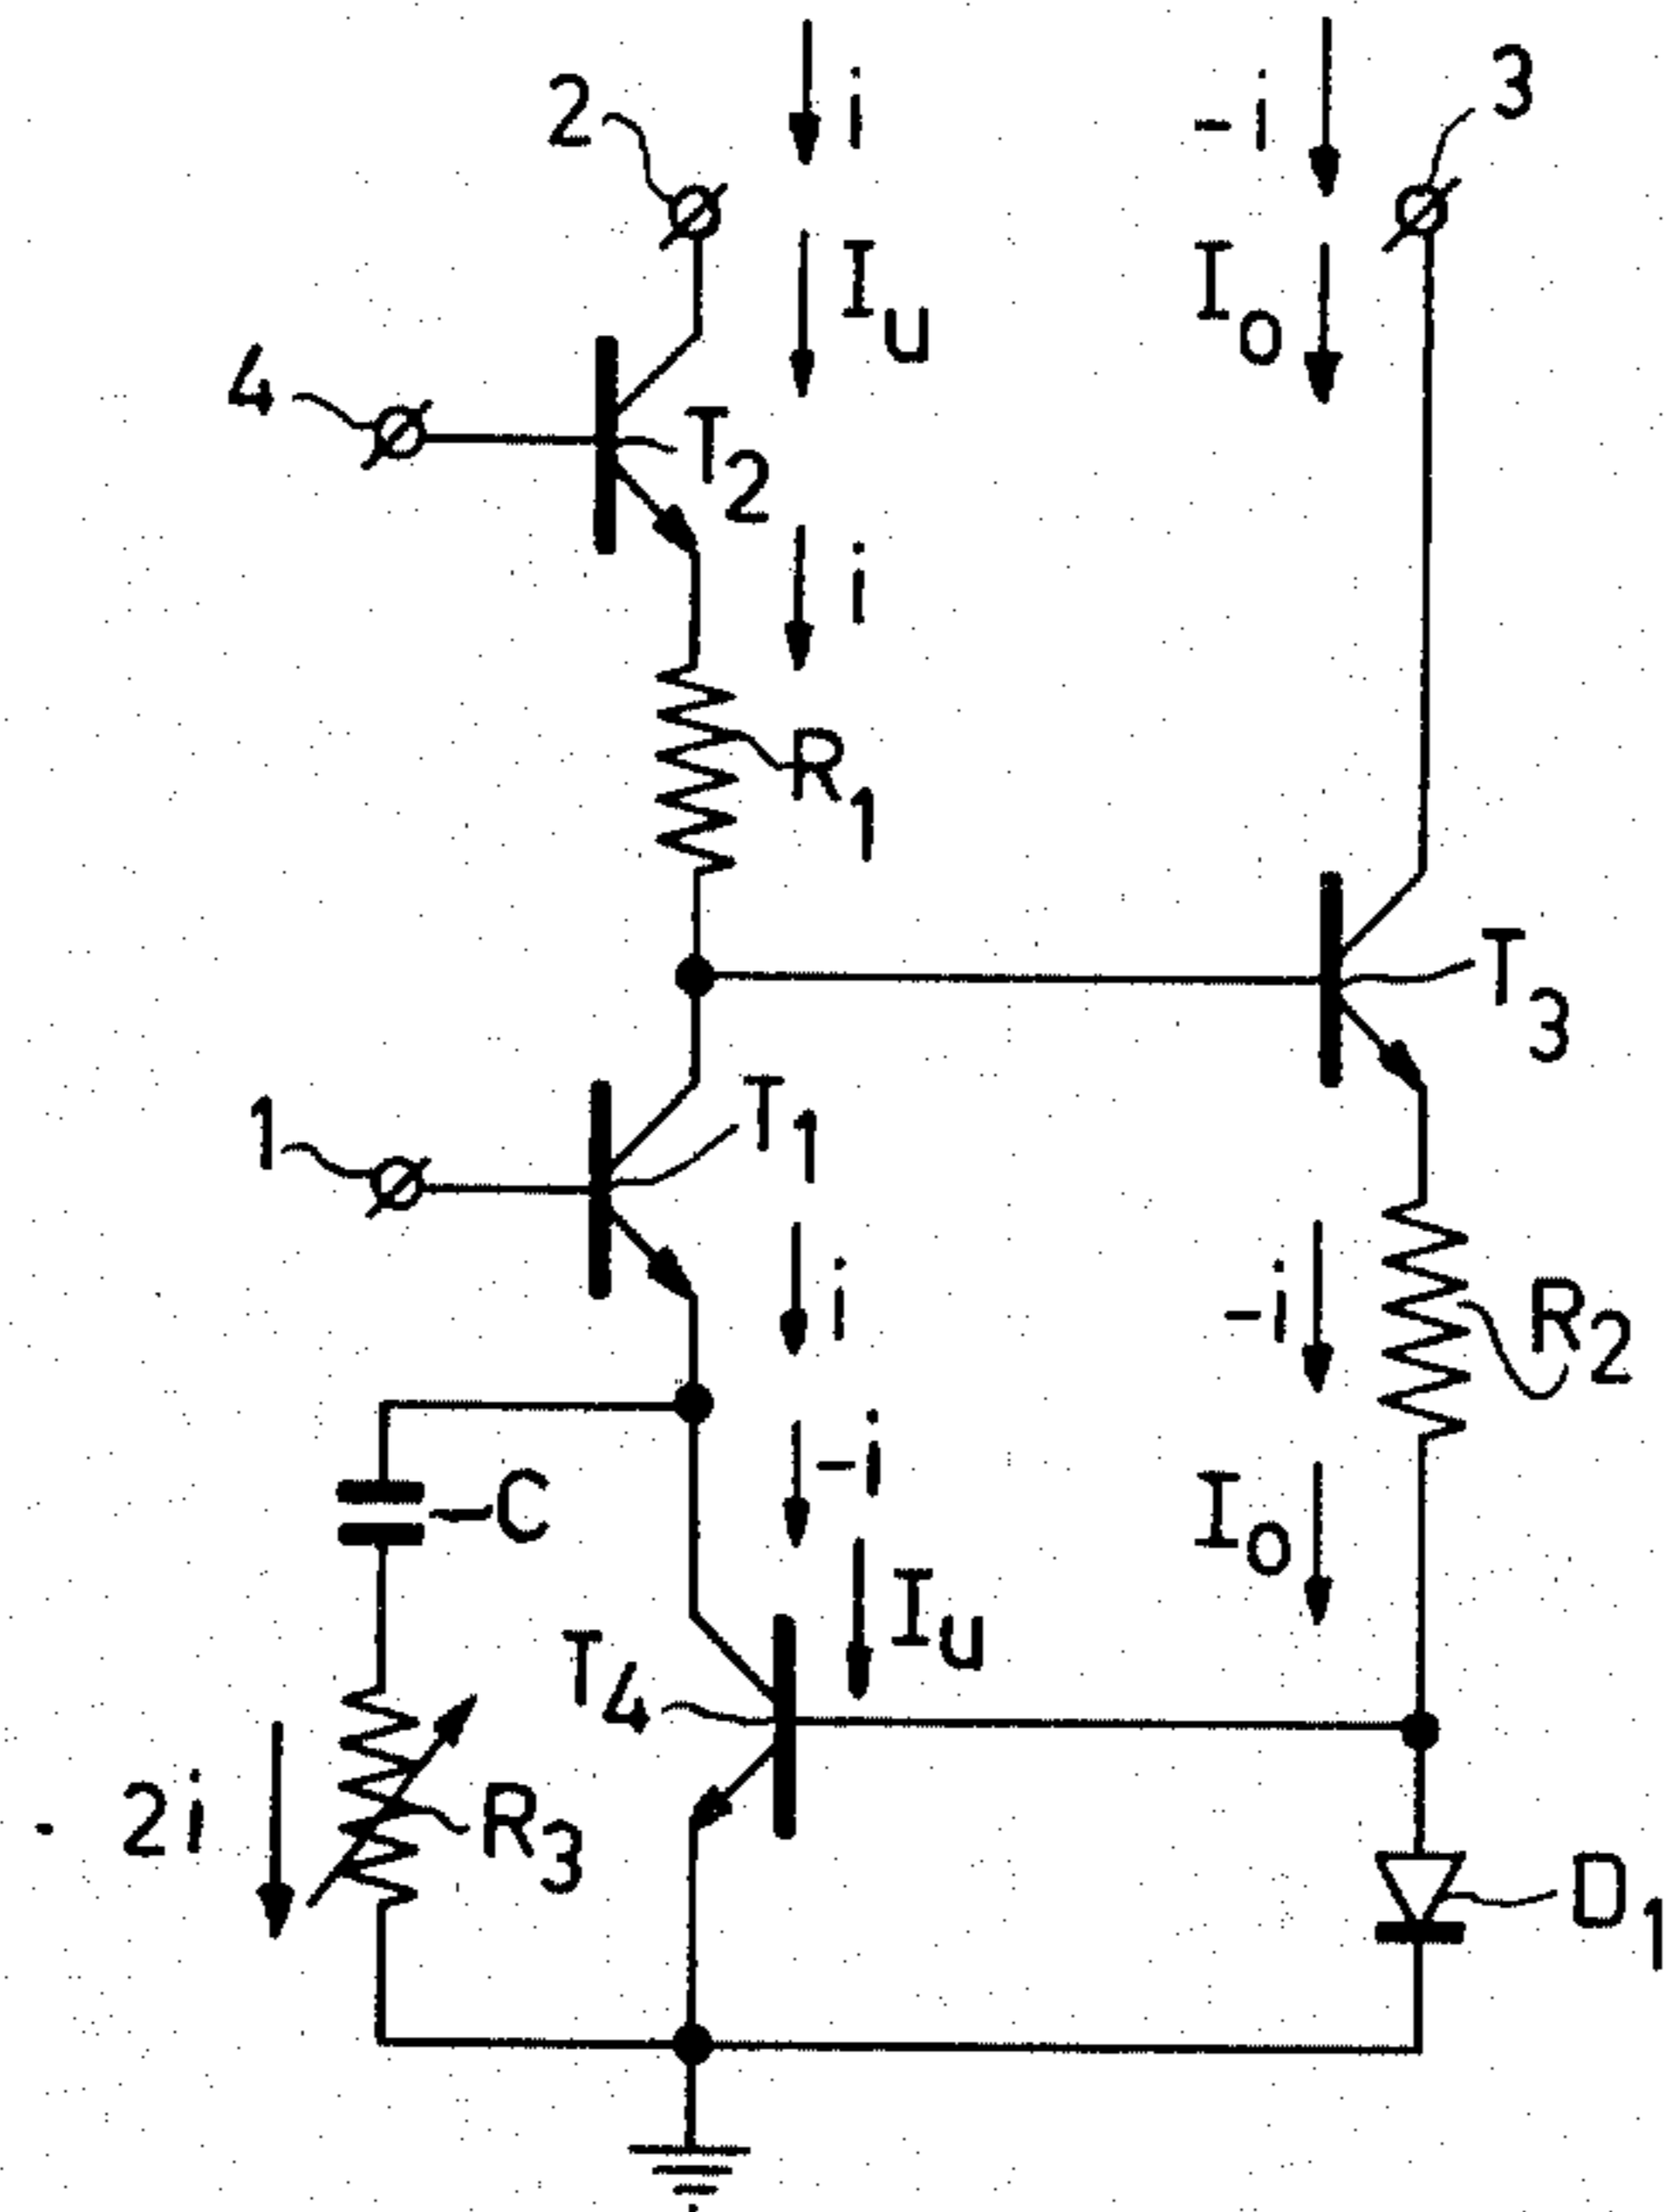 2
i
-i
3
I_u
I_o
4
T_2
i
R_1
T_3
1
T_1
i
-i
R_2
-i
C
I_o
I_u
T_4
-2i
R_3
D_1